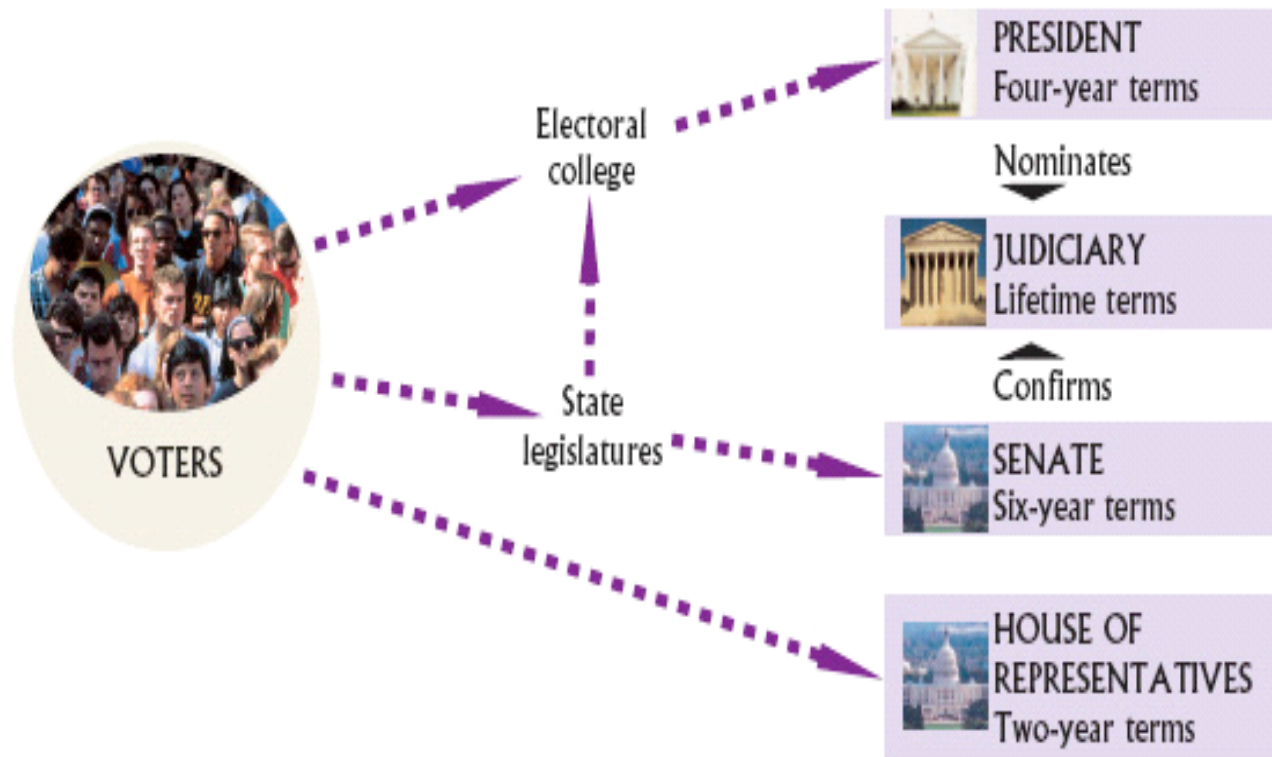 VOTERS
Electoral
college
State
legislatures
PRESIDENT
Four-year terms
Nominates
JUDICIARY
Lifetime terms
Confirms
SENATE
Six-year terms
HOUSE OF
REPRESENTATIVES
Two-year terms